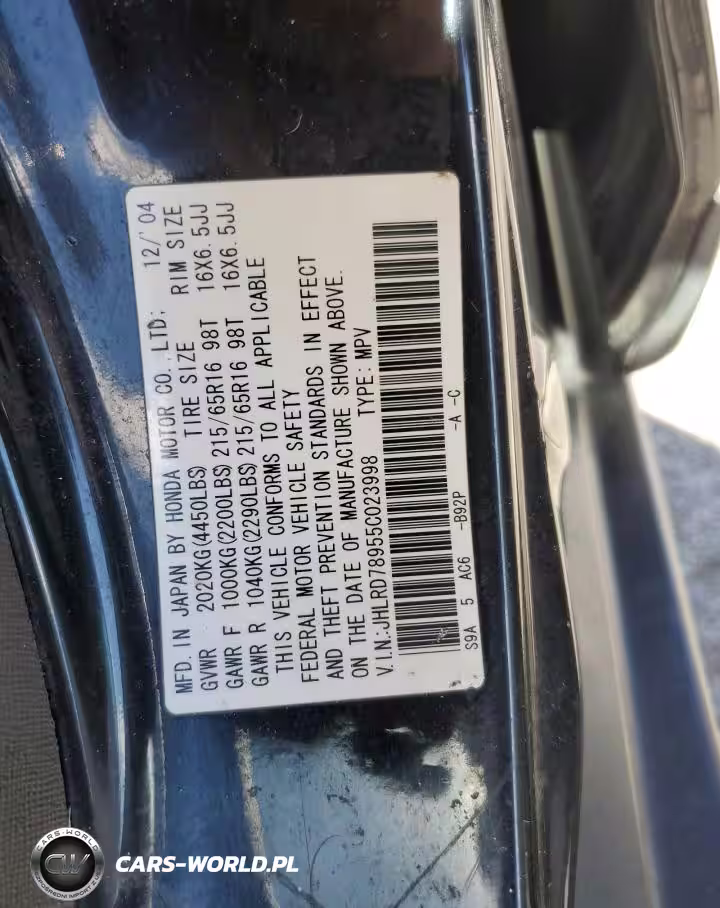 MFD. IN JAPAN BY HONDA MOTOR CO. LTD: 12/'04
GVWR 2020KG(4450LBS) TIRE SIZE RIM SIZE
GAWR F 1000KG(2200LBS) 215/65R16 98T 16X6.5JJ
GAWR R 1040KG(2290LBS) 215/65R16 98T 16X6.5JJ
THIS VEHICLE CONFORMS TO ALL APPLICABLE
FEDERAL MOTOR VEHICLE SAFETY
AND THEFT PREVENTION STANDARDS IN EFFECT
ON THE DATE OF MANUFACTURE SHOWN ABOVE.
V.I.N.:JHLRD78955C023998 TYPE:MPV
S9A 5 AC6 -B92P -A -C
CARS-WORLD
CW
CARS-WORLD.PL